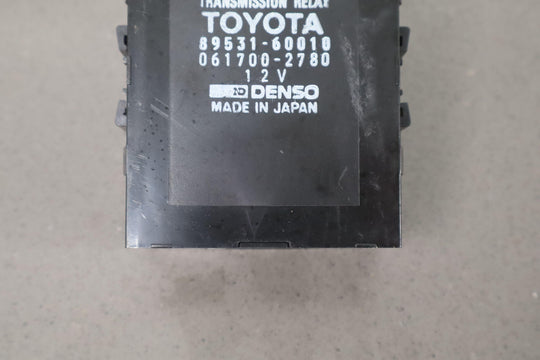 TRANSMISSION RELAY
TOYOTA
89531-60010
061700-2780
12V
DENSO
MADE IN JAPAN